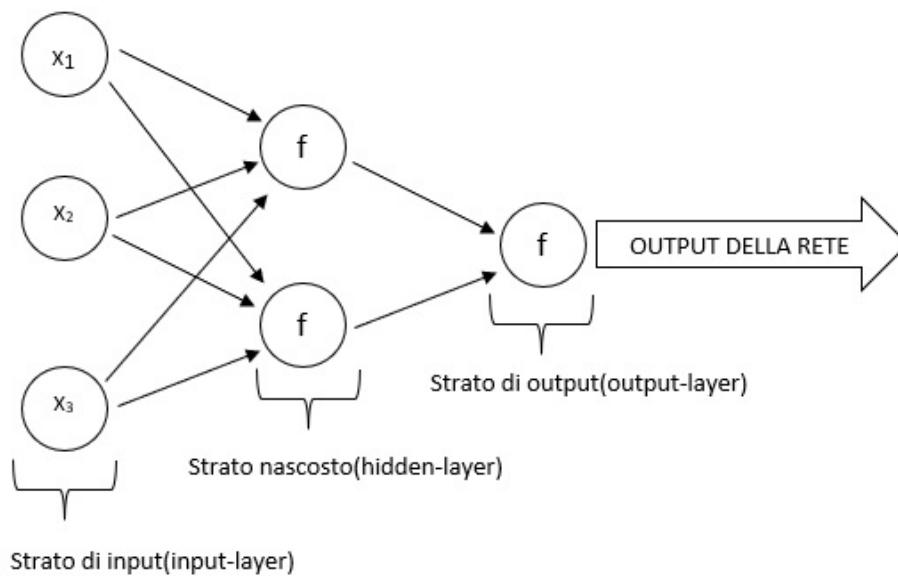 x1
x2
x3
f
f
f
OUTPUT DELLA RETE
Strato di output(output-layer)
Strato nascosto(hidden-layer)
Strato di input(input-layer)